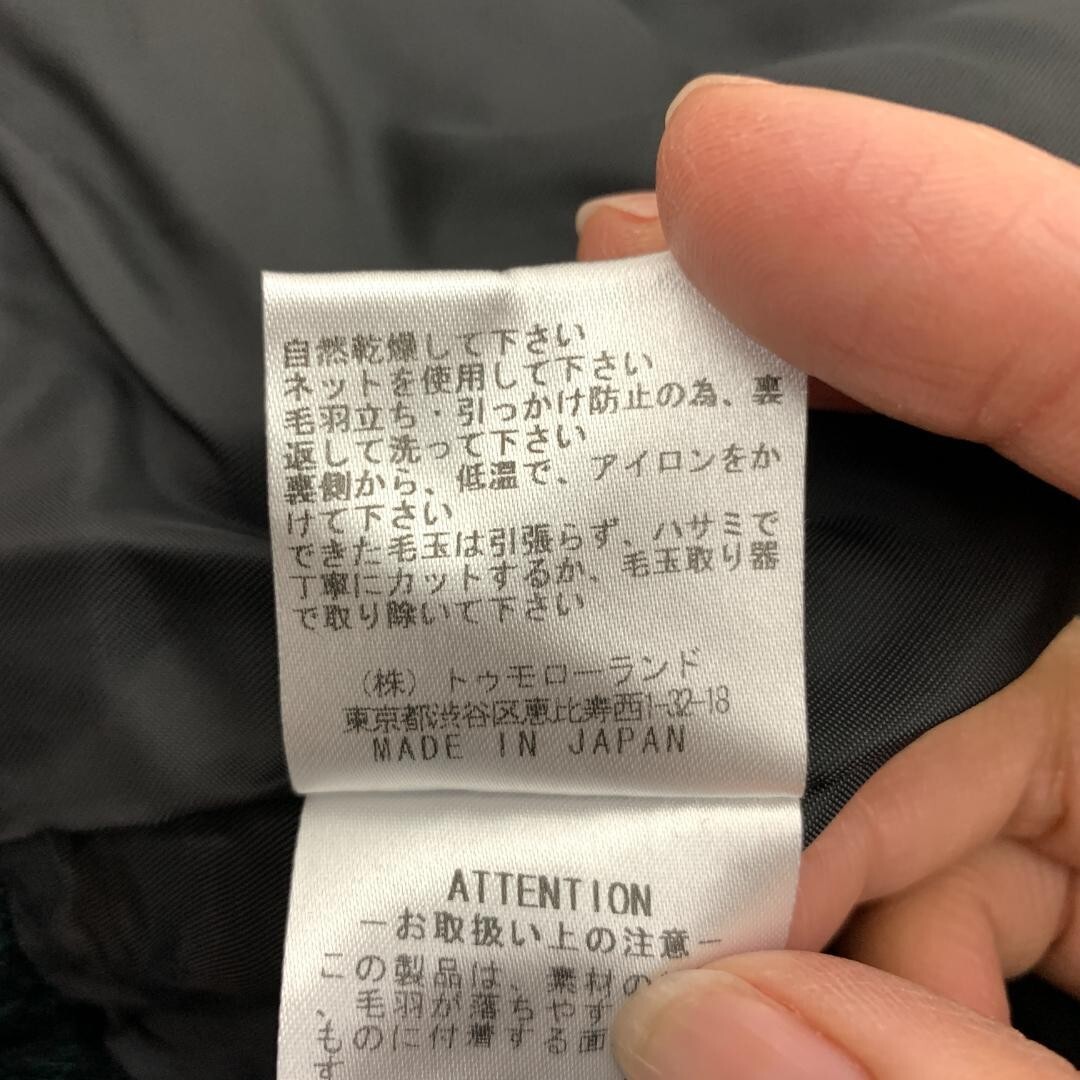 自然乾燥して下さい
ネットを使用して下さい
毛羽立ち・引っかけ防止の為、裏
返して洗って下さい
裏側から、低温で、アイロンをか
けて下さい
できた毛玉は引張らず、ハサミで
丁寧にカットするか、毛玉取り器
で取り除いて下さい
（株）トゥモローランド
東京都渋谷区恵比寿西1-32-18
MADE IN JAPAN
ATTENTION
－お取扱い上の注意－
この製品は、素材の
、毛羽が落ちやす
ものに付着する面
す